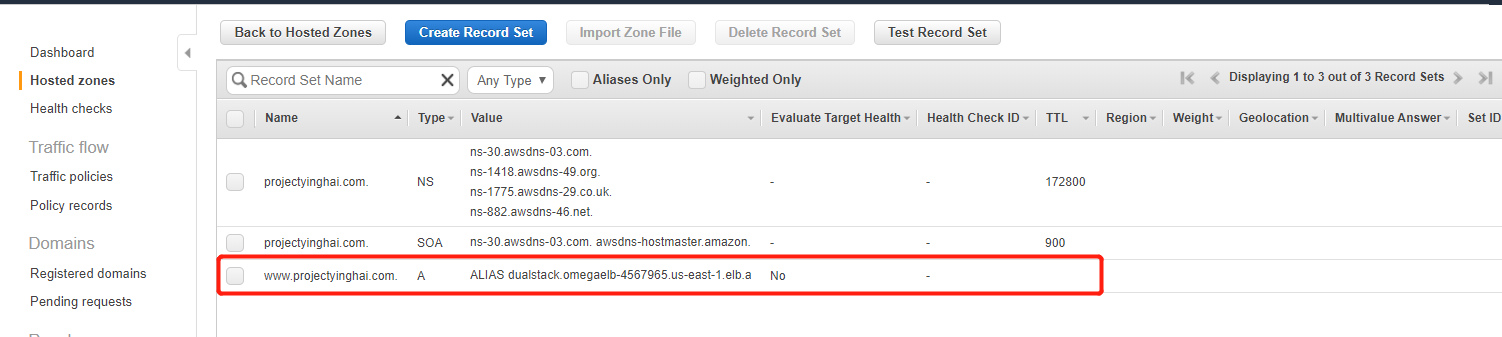 Back to Hosted Zones Create Record Set Import Zone File Delete Record Set Test Record Set
Dashboard
Hosted zones
Health checks
Traffic flow
Traffic policies
Policy records
Domains
Registered domains
Pending requests
Record Set Name Any Type Aliases Only Weighted Only Displaying 1 to 3 out of 3 Record Sets
Name Type Value Evaluate Target Health Health Check ID TTL Region Weight Geolocation Multivalue Answer Set ID
ns-30.awsdns-03.com.
ns-1418.awsdns-49.org.
projectyinghai.com. NS - - 172800
ns-1775.awsdns-29.co.uk.
ns-882.awsdns-46.net.
projectyinghai.com. SOA ns-30.awsdns-03.com. awsdns-hostmaster.amazon. - - 900
www.projectyinghai.com. A ALIAS dualstack.omegaelb-4567965.us-east-1.elb.a No -